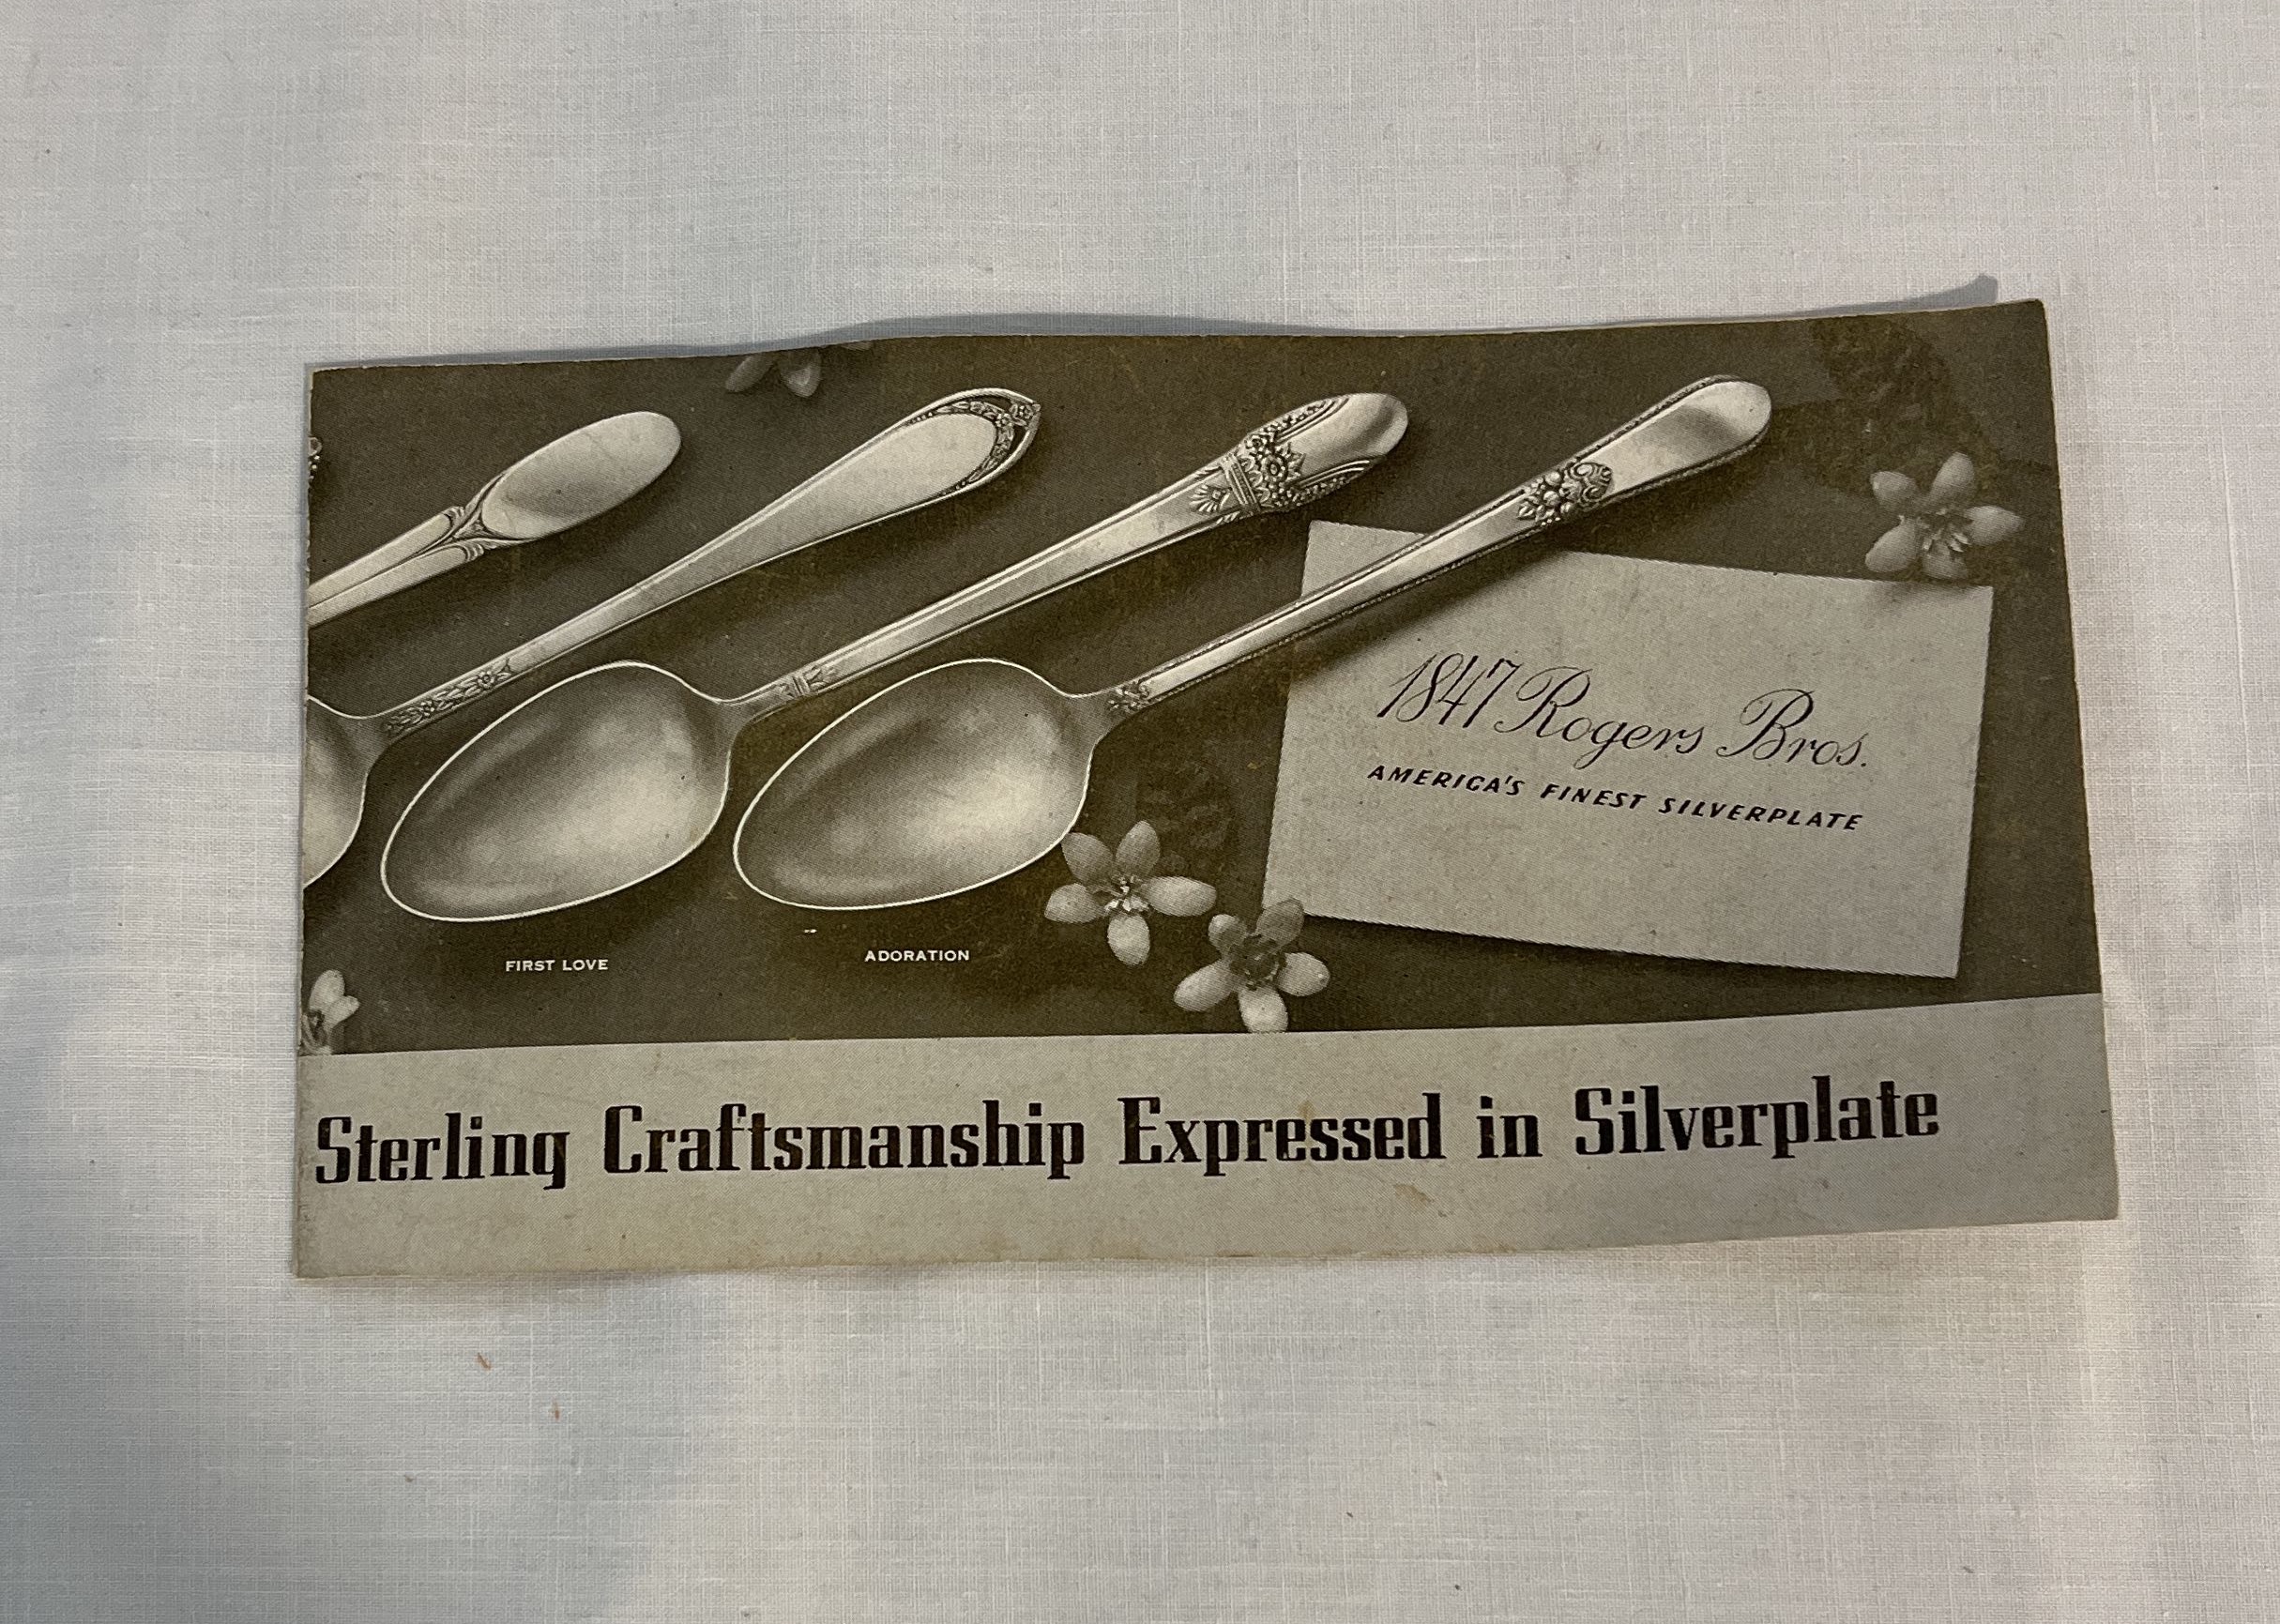 1847 Rogers Bros.
AMERICA'S FINEST SILVERPLATE
FIRST LOVE
ADORATION
Sterling Craftsmanship Expressed in Silverplate